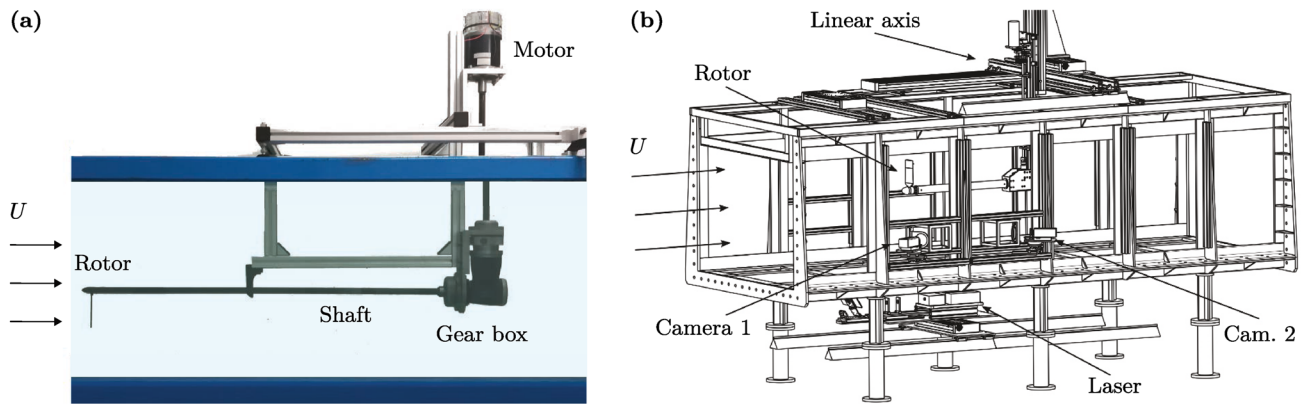 (a)
Motor
U
Rotor
Shaft
Gear box
(b)
Linear axis
Rotor
U
Camera 1
Cam. 2
Laser